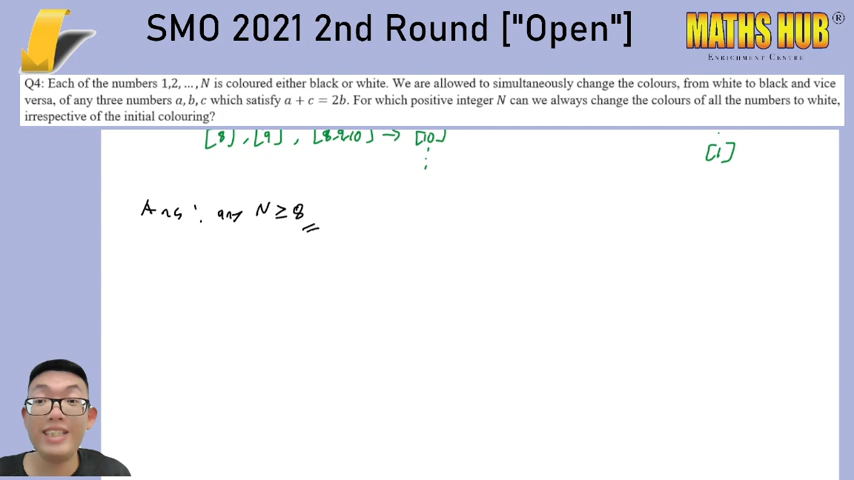 SMO 2021 2nd Round ["Open"]
MATHS HUB®
ENRICHMENT CENTRE
Q4: Each of the numbers 1,2, ..., N is coloured either black or white. We are allowed to simultaneously change the colours, from white to black and vice
versa, of any three numbers a, b, c which satisfy a + c = 2b. For which positive integer N can we always change the colours of all the numbers to white,
irrespective of the initial colouring?
[8] , [9] , [8,9,10] → [10]
⋮
[1]
Ans: any N ≥ 8